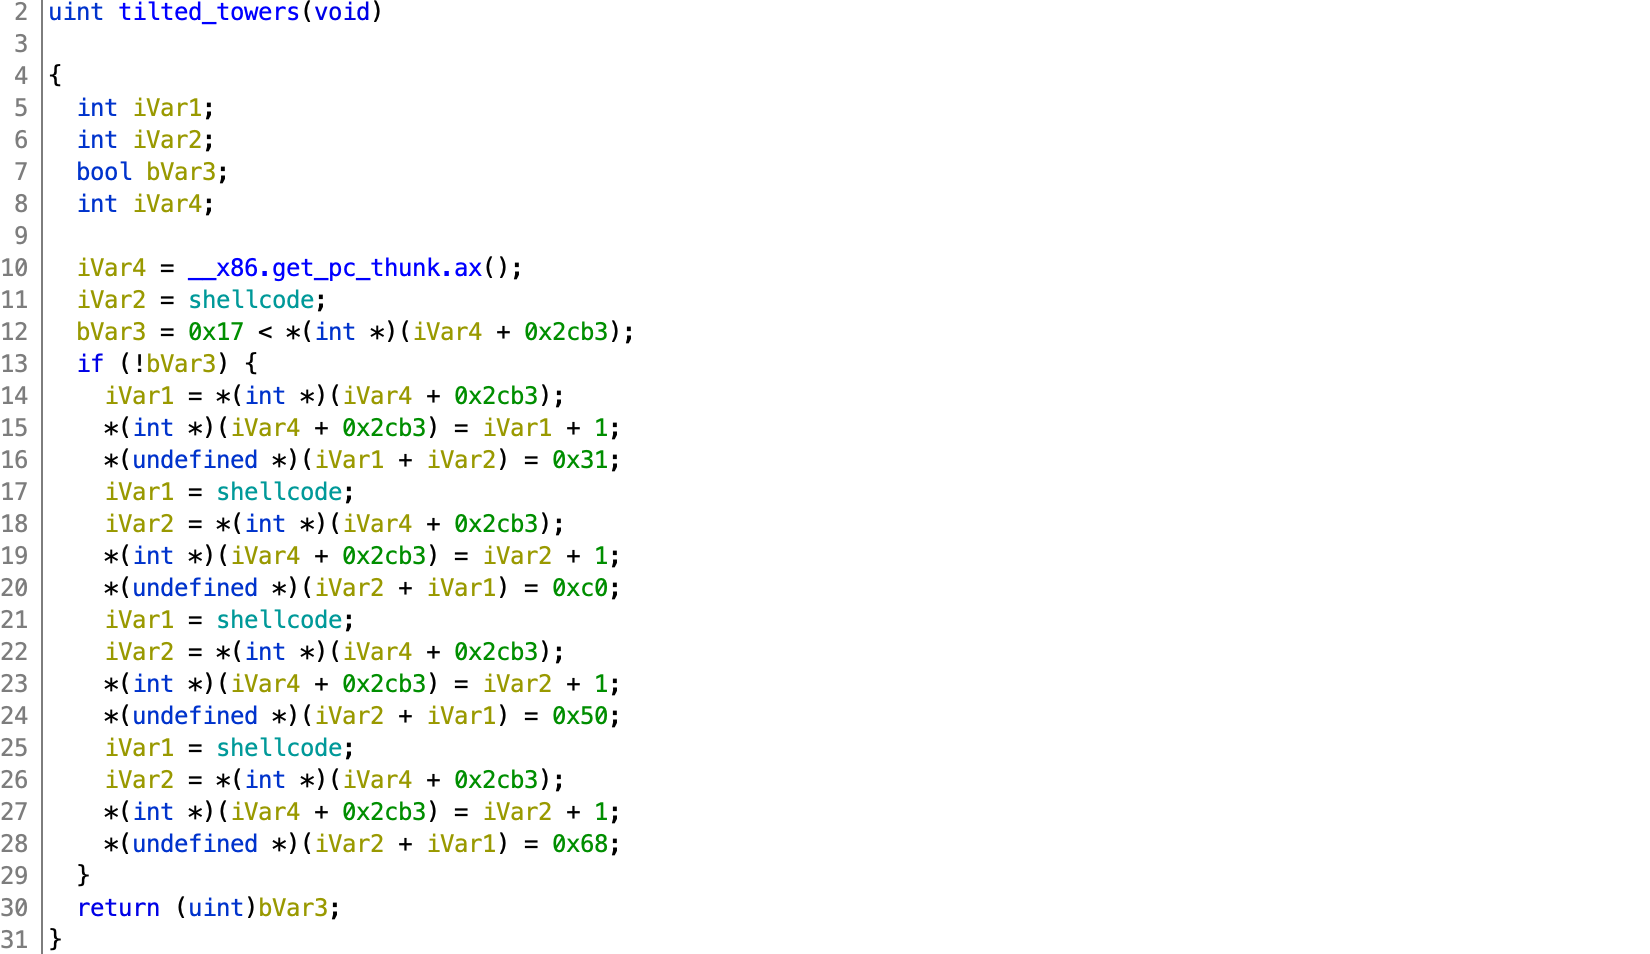 2 uint tilted_towers(void)
3
4 {
5 int iVar1;
6 int iVar2;
7 bool bVar3;
8 int iVar4;
9
10 iVar4 = __x86.get_pc_thunk.ax();
11 iVar2 = shellcode;
12 bVar3 = 0x17 < *(int *)(iVar4 + 0x2cb3);
13 if (!bVar3) {
14 iVar1 = *(int *)(iVar4 + 0x2cb3);
15 *(int *)(iVar4 + 0x2cb3) = iVar1 + 1;
16 *(undefined *)(iVar1 + iVar2) = 0x31;
17 iVar1 = shellcode;
18 iVar2 = *(int *)(iVar4 + 0x2cb3);
19 *(int *)(iVar4 + 0x2cb3) = iVar2 + 1;
20 *(undefined *)(iVar2 + iVar1) = 0xc0;
21 iVar1 = shellcode;
22 iVar2 = *(int *)(iVar4 + 0x2cb3);
23 *(int *)(iVar4 + 0x2cb3) = iVar2 + 1;
24 *(undefined *)(iVar2 + iVar1) = 0x50;
25 iVar1 = shellcode;
26 iVar2 = *(int *)(iVar4 + 0x2cb3);
27 *(int *)(iVar4 + 0x2cb3) = iVar2 + 1;
28 *(undefined *)(iVar2 + iVar1) = 0x68;
29 }
30 return (uint)bVar3;
31 }